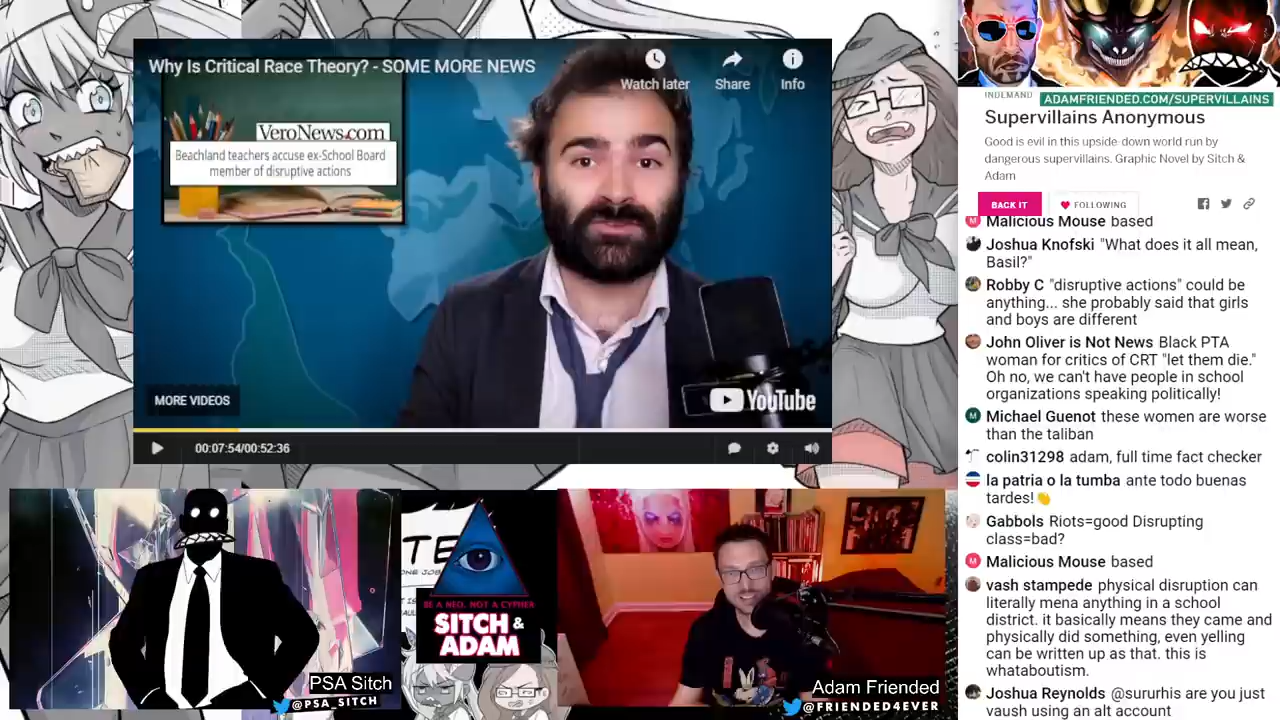 Why Is Critical Race Theory? - SOME MORE NEWS
Watch later
Share
Info
VeroNews.com
Beachland teachers accuse ex-School Board
member of disruptive actions
MORE VIDEOS
YouTube
00:07:54/00:52:36
BE A NEO, NOT A CYPHER
SITCH &
ADAM
PSA Sitch
@PSA_SITCH
Adam Friended
@FRIENDED4EVER
INDEMAND
ADAMFRIENDED.COM/SUPERVILLAINS
Supervillains Anonymous
Good is evil in this upside-down world run by
dangerous supervillains. Graphic Novel by Sitch &
Adam
BACK IT
FOLLOWING
Malicious Mouse based
Joshua Knofski "What does it all mean,
Basil?"
Robby C "disruptive actions" could be
anything... she probably said that girls
and boys are different
John Oliver is Not News Black PTA
woman for critics of CRT "let them die."
Oh no, we can't have people in school
organizations speaking politically!
Michael Guenot these women are worse
than the taliban
colin31298 adam, full time fact checker
la patria o la tumba ante todo buenas
tardes!
Gabbols Riots=good Disrupting
class=bad?
Malicious Mouse based
vash stampede physical disruption can
literally mena anything in a school
district. it basically means they came and
physically did something, even yelling
can be written up as that. this is
whataboutism.
Joshua Reynolds @sururhis are you just
vaush using an alt account